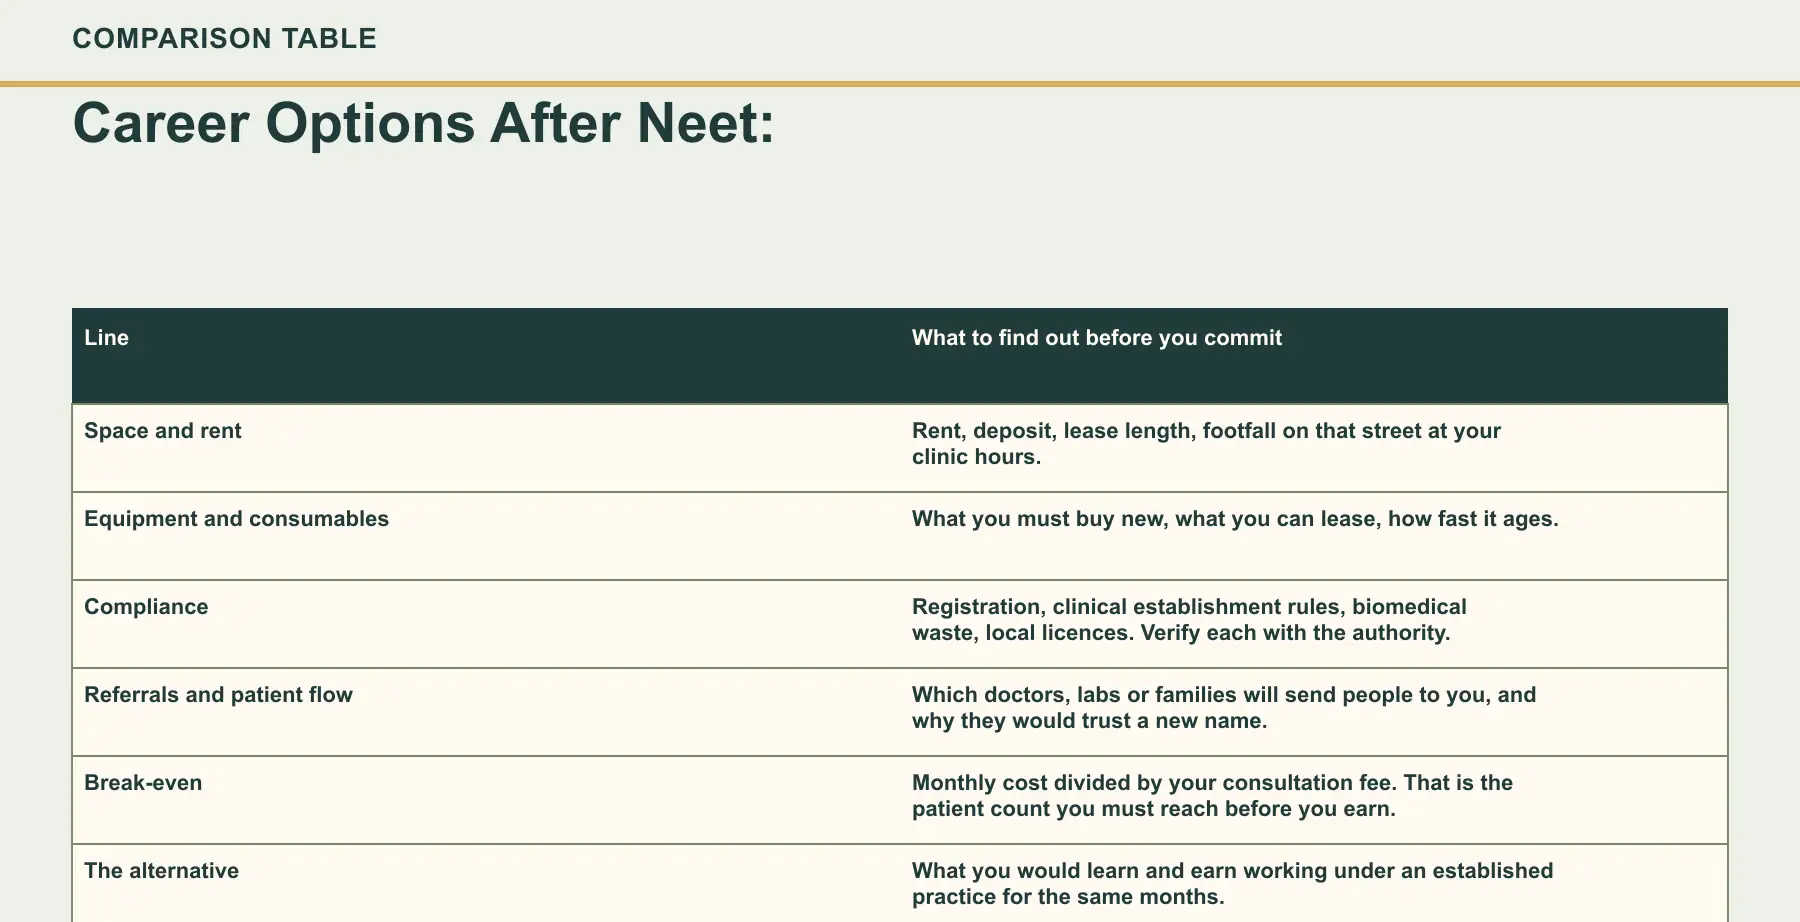 COMPARISON TABLE
Career Options After Neet:
Line
What to find out before you commit
Space and rent
Rent, deposit, lease length, footfall on that street at your
clinic hours.
Equipment and consumables
What you must buy new, what you can lease, how fast it ages.
Compliance
Registration, clinical establishment rules, biomedical
waste, local licences. Verify each with the authority.
Referrals and patient flow
Which doctors, labs or families will send people to you, and
why they would trust a new name.
Break-even
Monthly cost divided by your consultation fee. That is the
patient count you must reach before you earn.
The alternative
What you would learn and earn working under an established
practice for the same months.